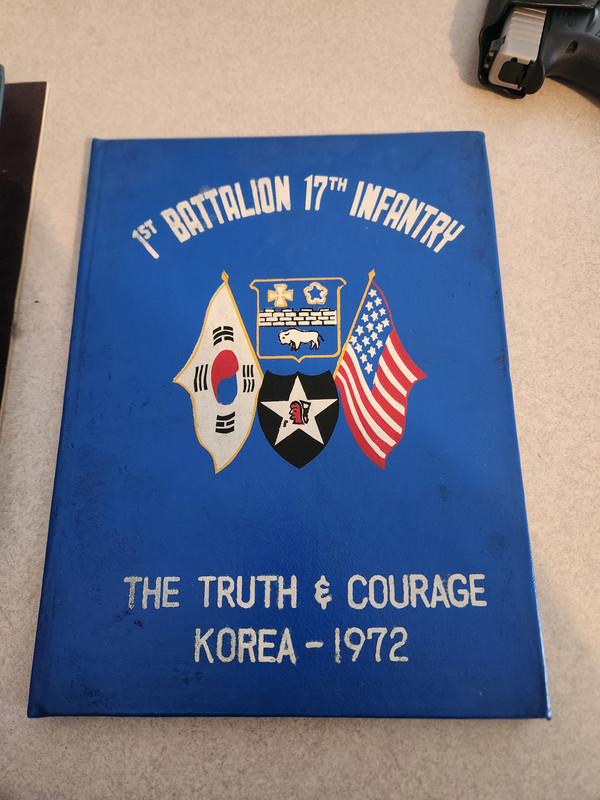 1ST BATTALION 17TH INFANTRY
THE TRUTH & COURAGE
KOREA - 1972